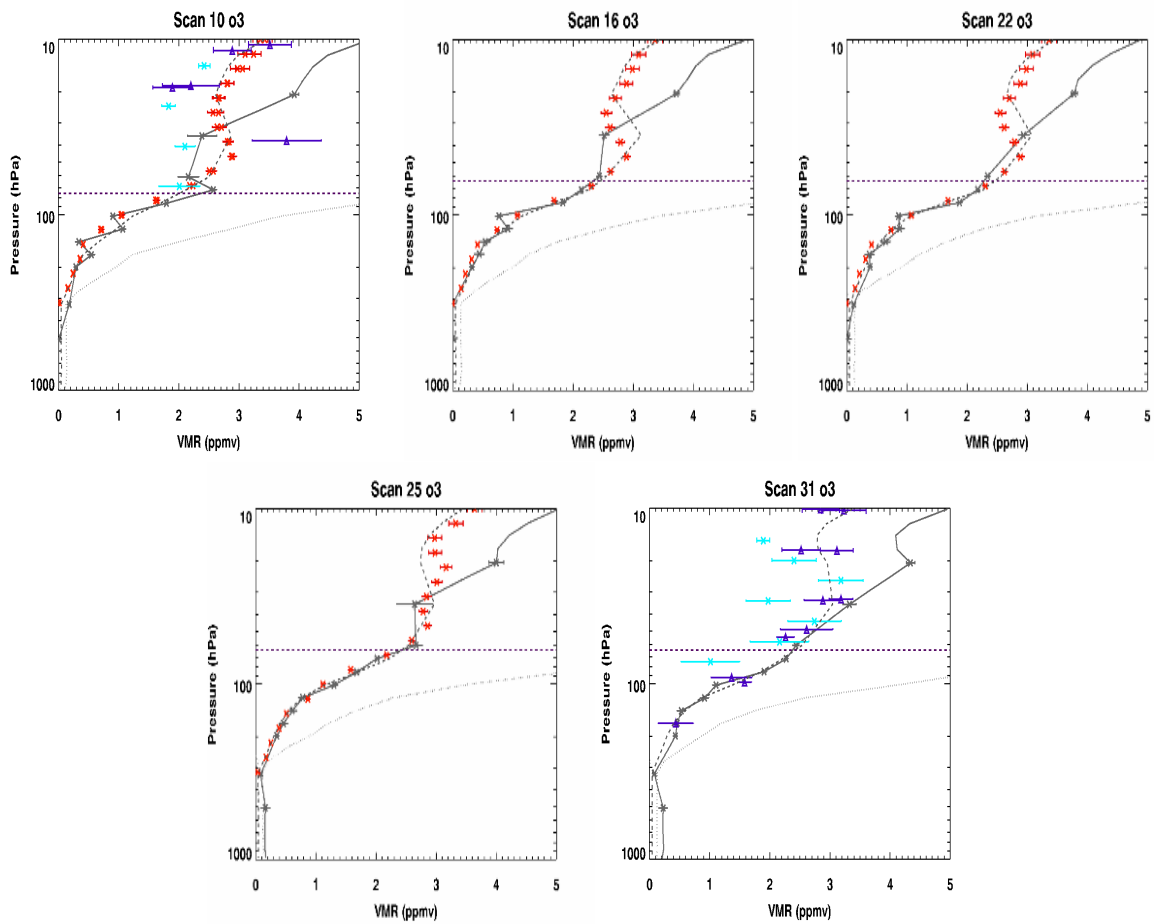 Scan 10 o3
Scan 16 o3
Scan 22 o3
10
100
1000
Pressure (hPa)
0 1 2 3 4 5
VMR (ppmv)
10
100
1000
Pressure (hPa)
0 1 2 3 4 5
VMR (ppmv)
10
100
1000
Pressure (hPa)
0 1 2 3 4 5
VMR (ppmv)
Scan 25 o3
Scan 31 o3
10
100
1000
Pressure (hPa)
0 1 2 3 4 5
VMR (ppmv)
10
100
1000
Pressure (hPa)
0 1 2 3 4 5
VMR (ppmv)